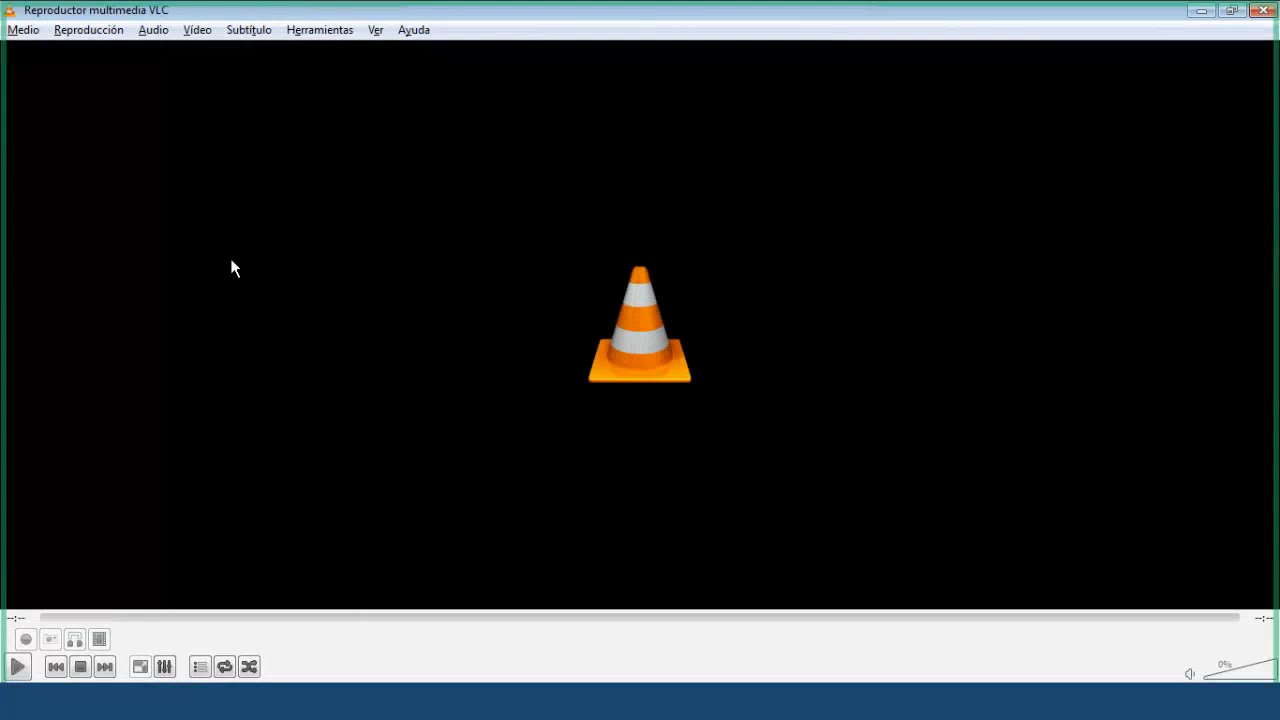 Reproductor multimedia VLC
Medio Reproducción Audio Vídeo Subtítulo Herramientas Ver Ayuda
--:-- --:--
0%